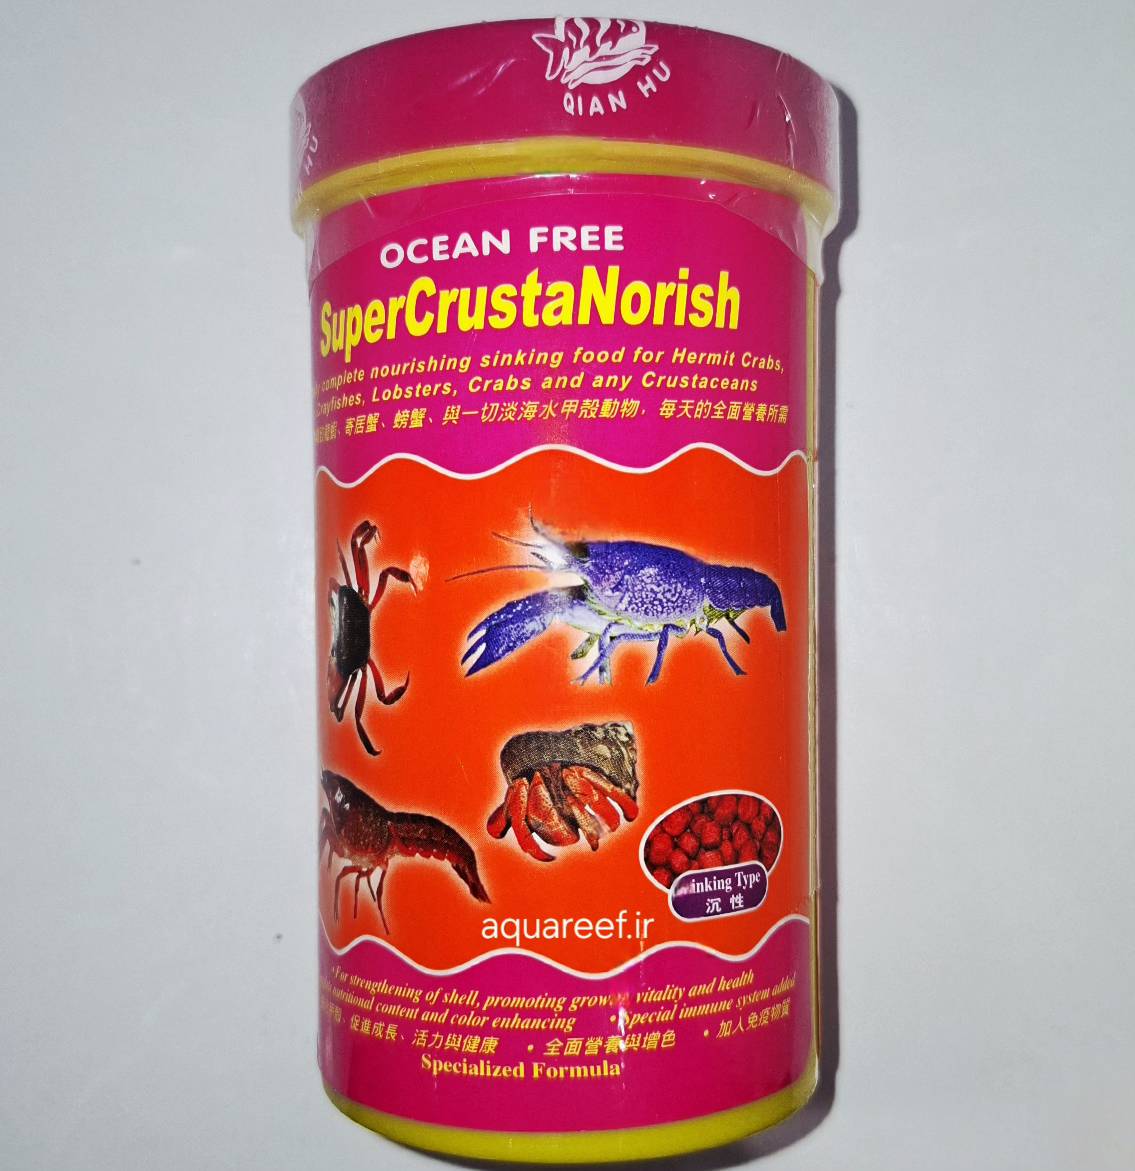 QIAN HU
HU
OCEAN FREE
SuperCrustaNorish
complete nourishing sinking food for Hermit Crabs,
Crayfishes, Lobsters, Crabs and any Crustaceans
寄居蟹、螃蟹、與一切淡海水甲殼動物，每天的全面營養所需
inking Type
沉性
aquareef.ir
• For strengthening of shell, promoting growth, vitality and health
nutritional content and color enhancing • Special immune system added
、促進成長、活力與健康 • 全面營養與增色 • 加入免疫物質
Specialized Formula